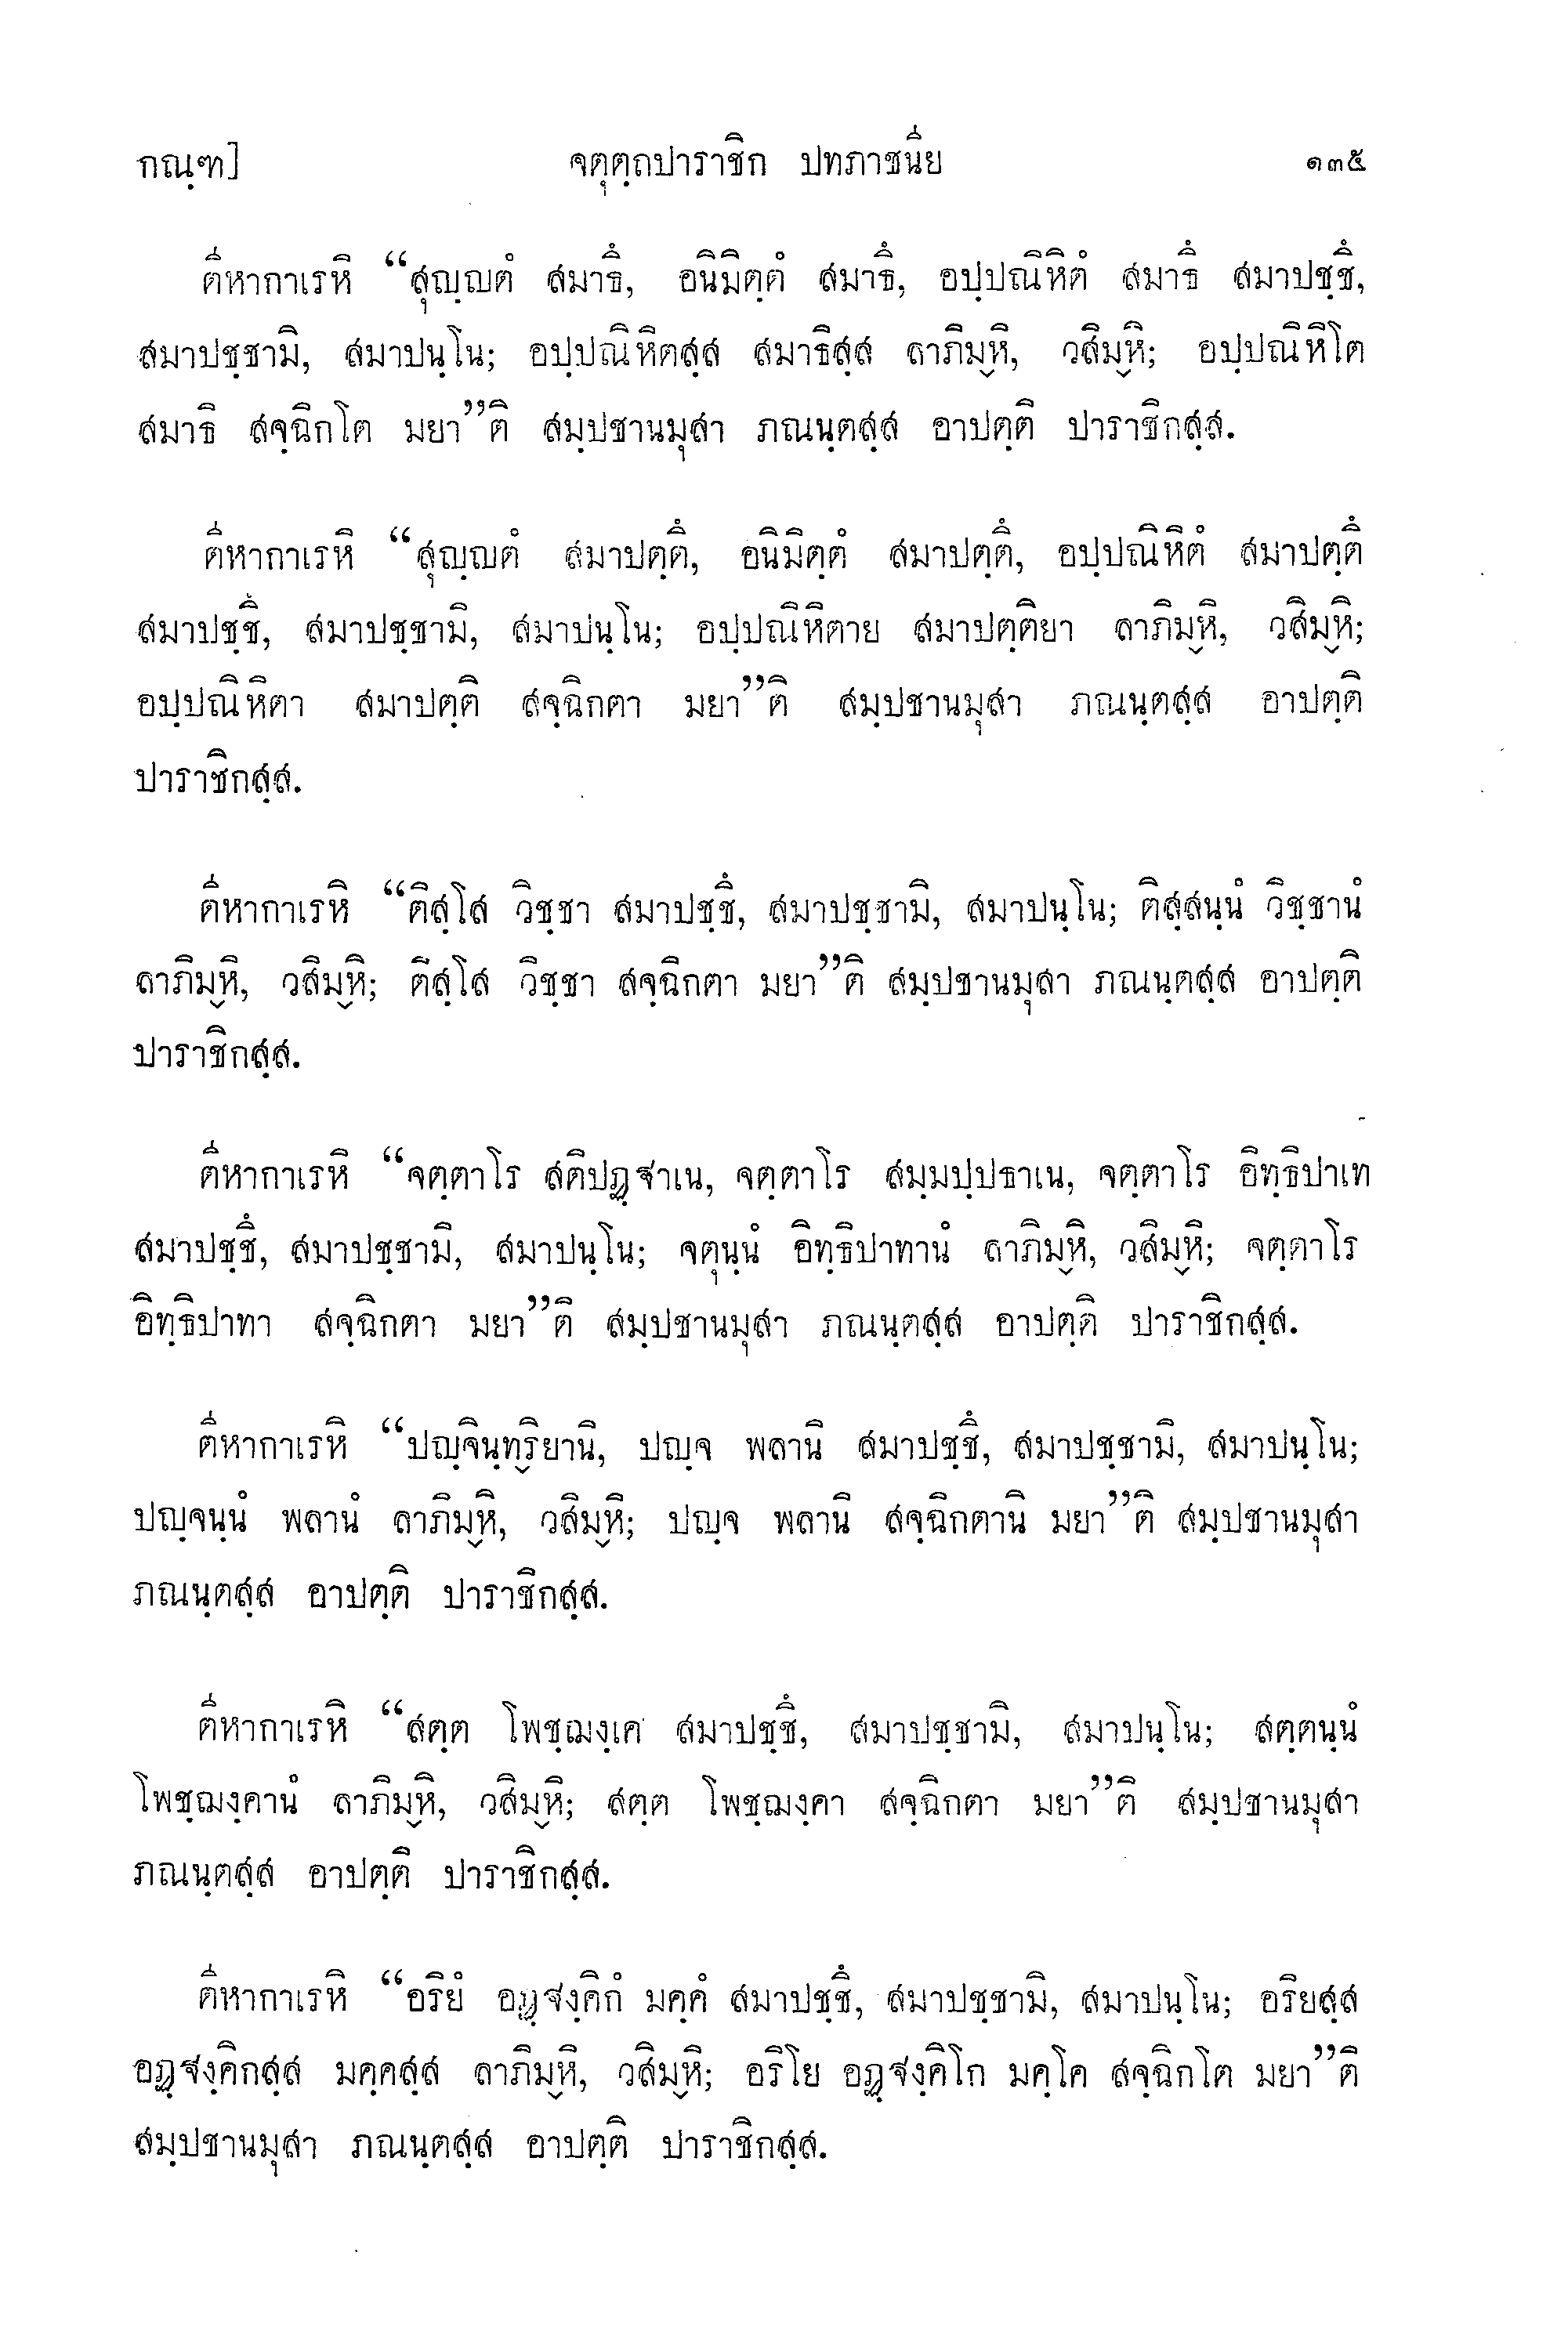 กณฺฑ] จตุตฺถปาราชิก ปทภาชนีย ๑๓๕
ตีหากาเรหิ “สุญฺญตํ สมาธึ, อนิมิตฺตํ สมาธึ, อปฺปณิหิตํ สมาธึ สมาปชฺชึ,
สมาปชฺชามิ, สมาปนฺโน; อปฺปณิหิตสฺส สมาธิสฺส ลาภิมฺหิ, วสิมฺหิ; อปฺปณิหิโต
สมาธิ สจฺฉิกโต มยา”ติ สมฺปชานมุสา ภณนฺตสฺส อาปตฺติ ปาราชิกสฺส.
ตีหากาเรหิ “สุญฺญตํ สมาปตฺตึ, อนิมิตฺตํ สมาปตฺตึ, อปฺปณิหิตํ สมาปตฺตึ
สมาปชฺชึ, สมาปชฺชามิ, สมาปนฺโน; อปฺปณิหิตาย สมาปตฺติยา ลาภิมฺหิ, วสิมฺหิ;
อปฺปณิหิตา สมาปตฺติ สจฺฉิกตา มยา”ติ สมฺปชานมุสา ภณนฺตสฺส อาปตฺติ
ปาราชิกสฺส.
ตีหากาเรหิ “ติสฺโส วิชฺชา สมาปชฺชึ, สมาปชฺชามิ, สมาปนฺโน; ติสฺสนฺนํ วิชฺชานํ
ลาภิมฺหิ, วสิมฺหิ; ติสฺโส วิชฺชา สจฺฉิกตา มยา”ติ สมฺปชานมุสา ภณนฺตสฺส อาปตฺติ
ปาราชิกสฺส.
ตีหากาเรหิ “จตฺตาโร สติปฏฺฐาเน, จตฺตาโร สมฺมปฺปธาเน, จตฺตาโร อิทฺธิปาเท
สมาปชฺชึ, สมาปชฺชามิ, สมาปนฺโน; จตุนฺนํ อิทฺธิปาทานํ ลาภิมฺหิ, วสิมฺหิ; จตฺตาโร
อิทฺธิปาทา สจฺฉิกตา มยา”ติ สมฺปชานมุสา ภณนฺตสฺส อาปตฺติ ปาราชิกสฺส.
ตีหากาเรหิ “ปญฺจินฺทฺริยานิ, ปญฺจ พลานิ สมาปชฺชึ, สมาปชฺชามิ, สมาปนฺโน;
ปญฺจนฺนํ พลานํ ลาภิมฺหิ, วสิมฺหิ; ปญฺจ พลานิ สจฺฉิกตานิ มยา”ติ สมฺปชานมุสา
ภณนฺตสฺส อาปตฺติ ปาราชิกสฺส.
ตีหากาเรหิ “สตฺต โพชฺฌงฺเค สมาปชฺชึ, สมาปชฺชามิ, สมาปนฺโน; สตฺตนฺนํ
โพชฺฌงฺคานํ ลาภิมฺหิ, วสิมฺหิ; สตฺต โพชฺฌงฺคา สจฺฉิกตา มยา”ติ สมฺปชานมุสา
ภณนฺตสฺส อาปตฺติ ปาราชิกสฺส.
ตีหากาเรหิ “อริยํ อฏฺฐงฺคิกํ มคฺคํ สมาปชฺชึ, สมาปชฺชามิ, สมาปนฺโน; อริยสฺส
อฏฺฐงฺคิกสฺส มคฺคสฺส ลาภิมฺหิ, วสิมฺหิ; อริโย อฏฺฐงฺคิโก มคฺโค สจฺฉิกโต มยา”ติ
สมฺปชานมุสา ภณนฺตสฺส อาปตฺติ ปาราชิกสฺส.